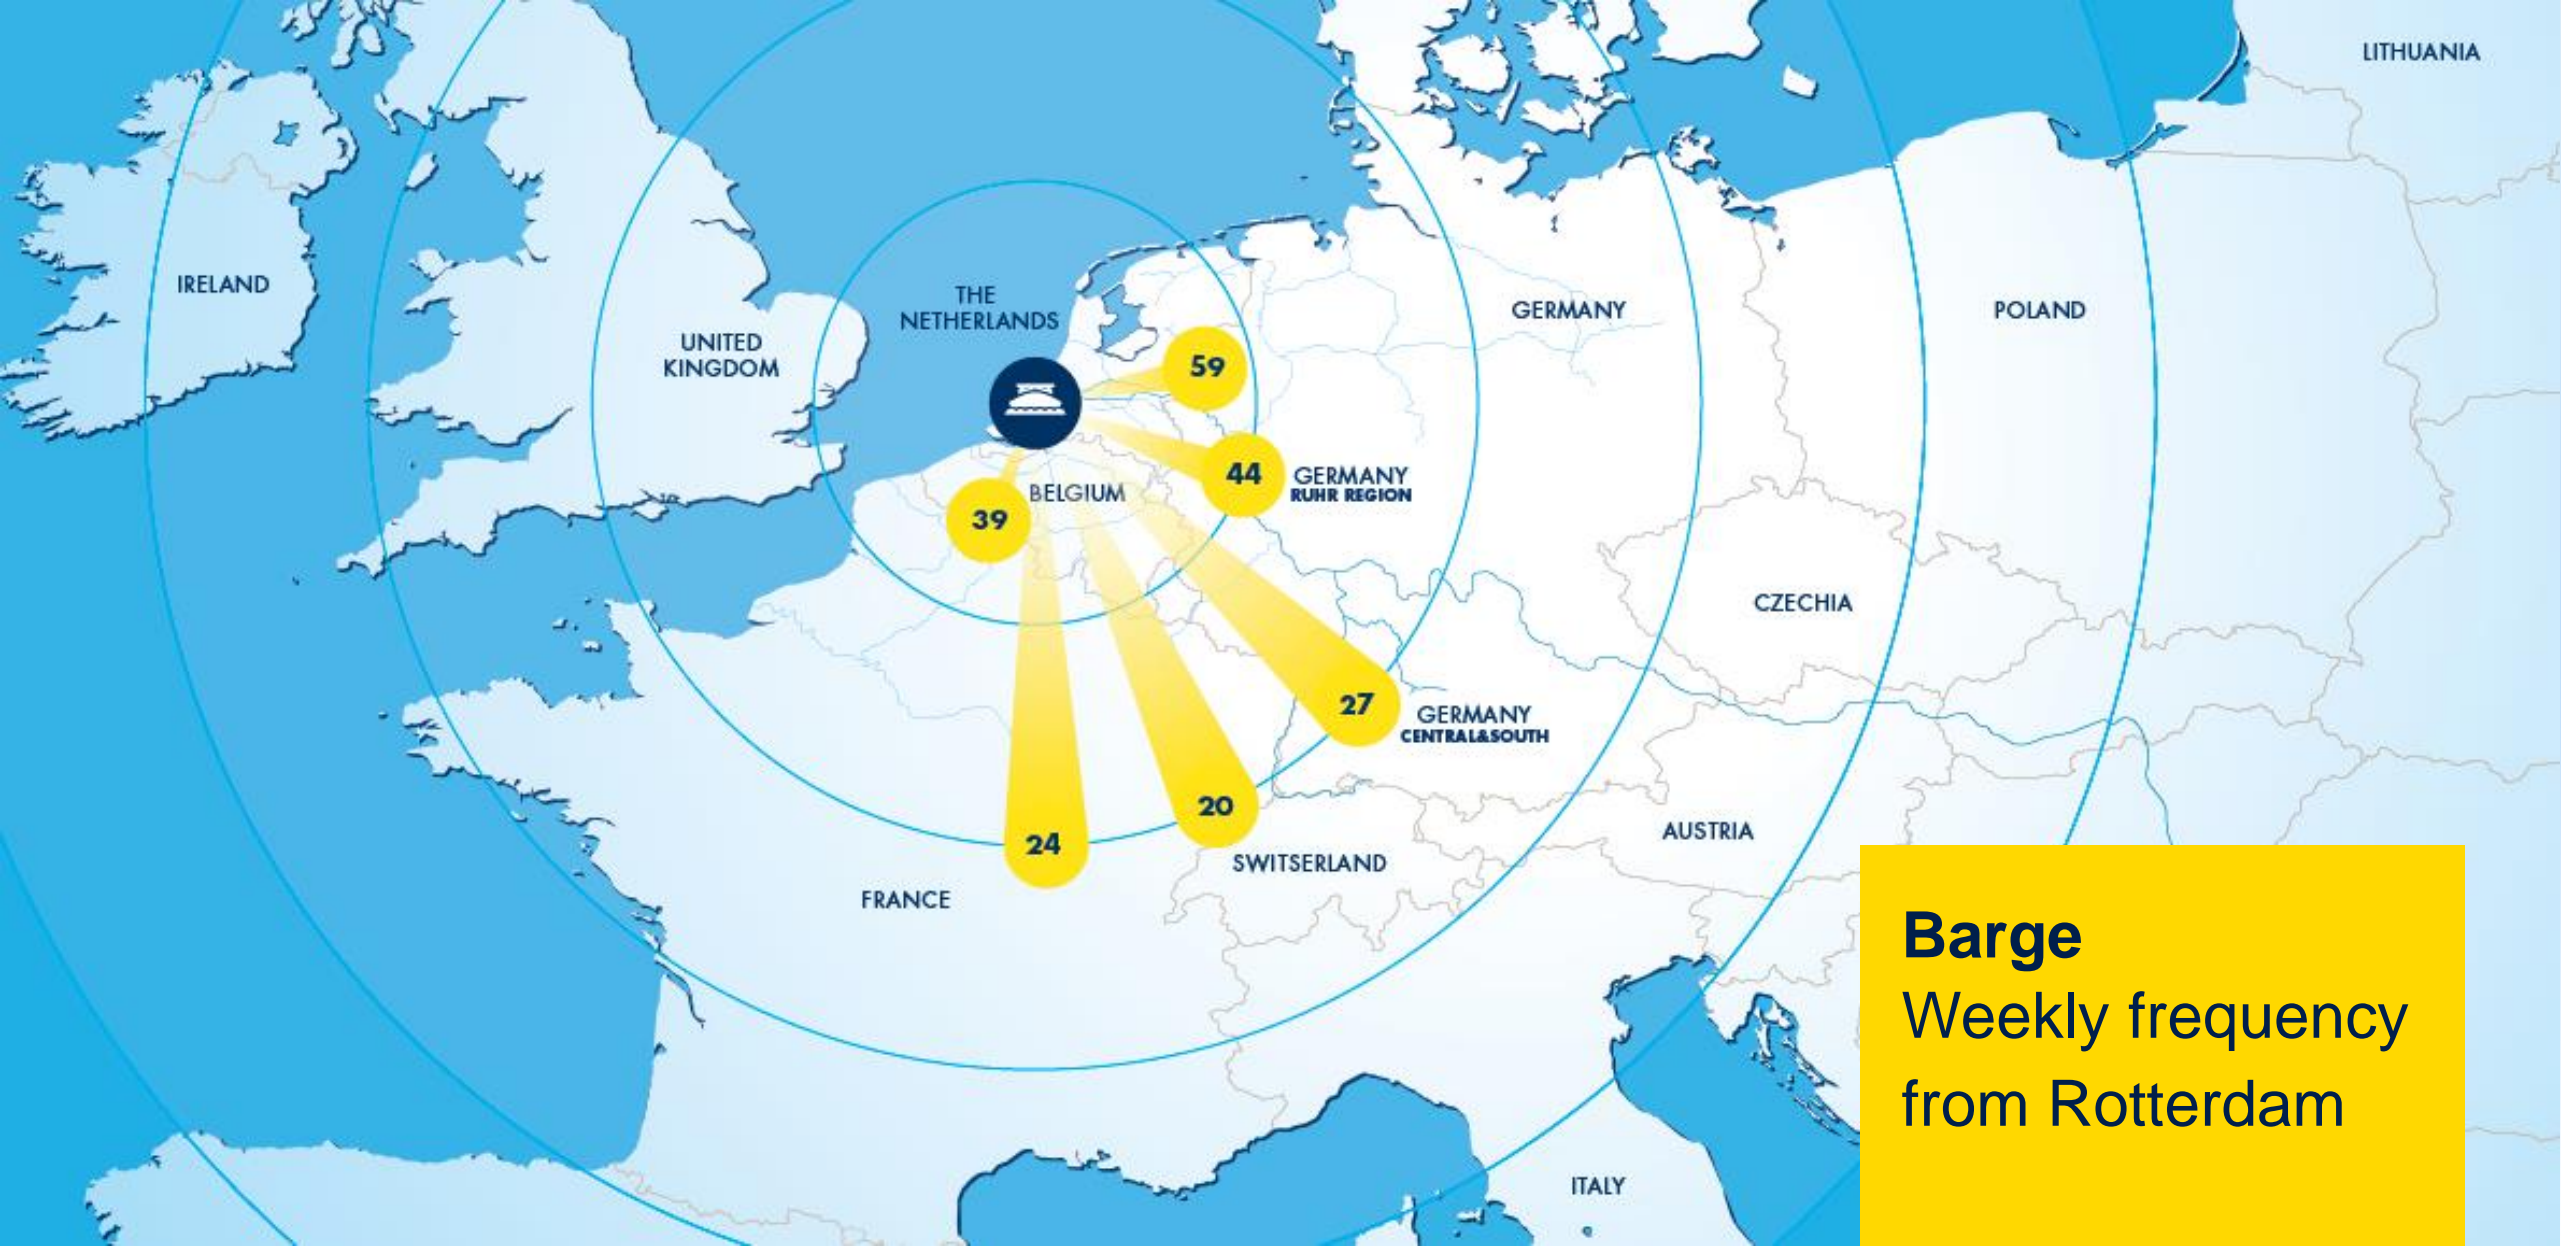 LITHUANIA
IRELAND
THE
NETHERLANDS
GERMANY
POLAND
UNITED
KINGDOM
59
44
GERMANY
RUHR REGION
BELGIUM
39
CZECHIA
27
GERMANY
CENTRAL&SOUTH
20
24
AUSTRIA
SWITSERLAND
FRANCE
Barge
Weekly frequency
from Rotterdam
ITALY